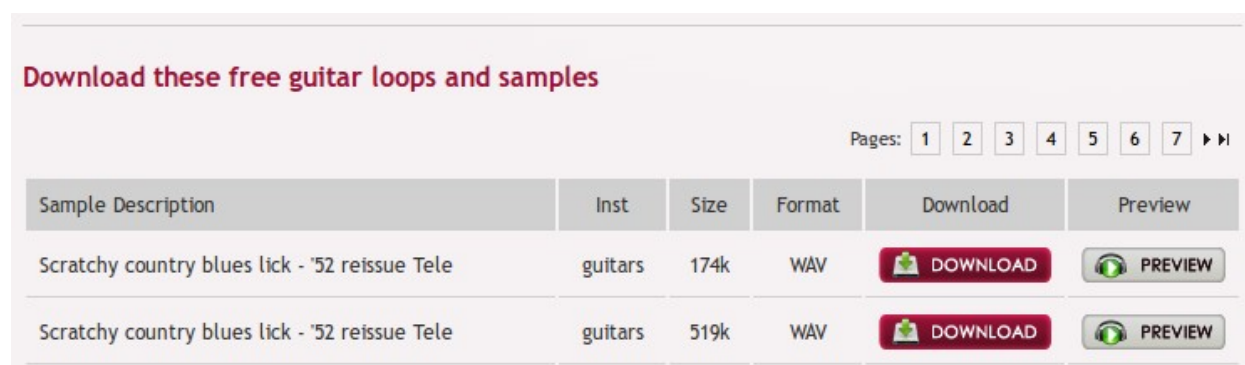 Download these free guitar loops and samples
Pages: 1 2 3 4 5 6 7
Sample Description Inst Size Format Download Preview
Scratchy country blues lick - '52 reissue Tele guitars 174k WAV DOWNLOAD PREVIEW
Scratchy country blues lick - '52 reissue Tele guitars 519k WAV DOWNLOAD PREVIEW